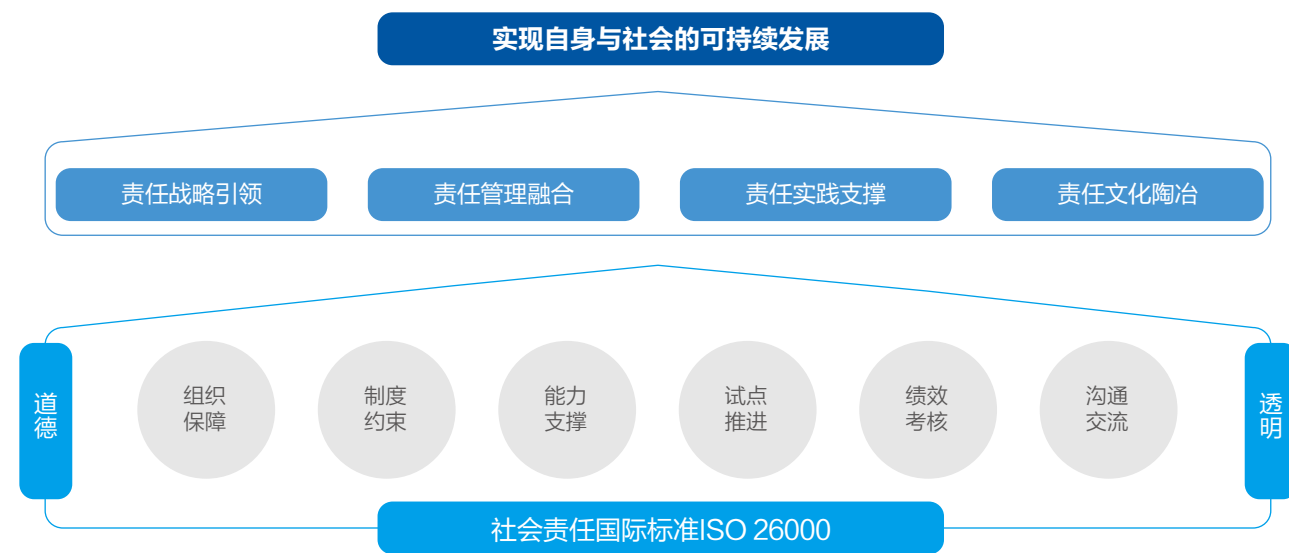 实现自身与社会的可持续发展
责任战略引领
责任管理融合
责任实践支撑
责任文化陶冶
道德
组织
保障
制度
约束
能力
支撑
试点
推进
绩效
考核
沟通
交流
透明
社会责任国际标准ISO 26000